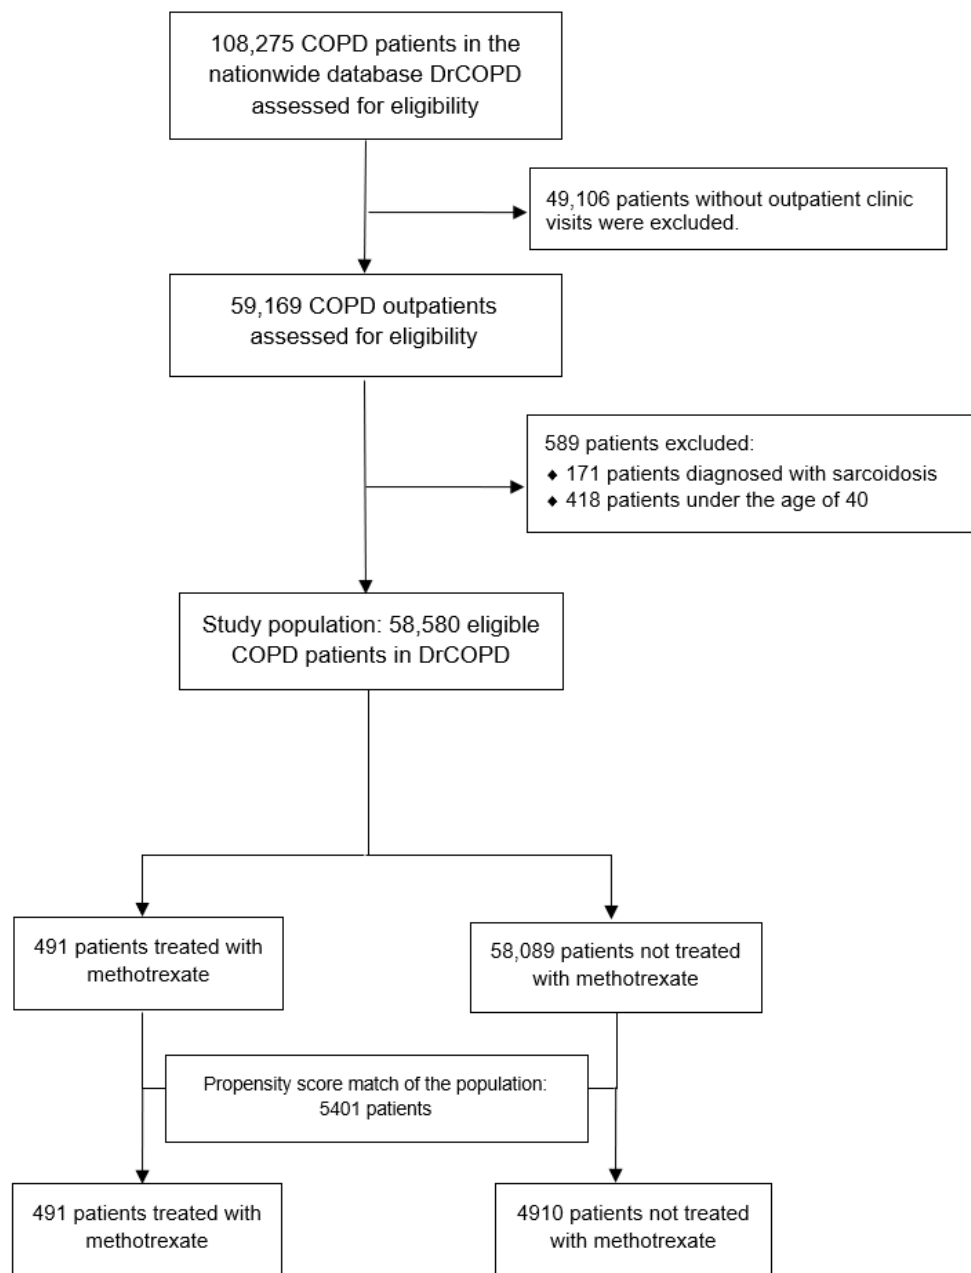 108,275 COPD patients in the
nationwide database DrCOPD
assessed for eligibility
49,106 patients without outpatient clinic
visits were excluded.
59,169 COPD outpatients
assessed for eligibility
589 patients excluded:
♦ 171 patients diagnosed with sarcoidosis
♦ 418 patients under the age of 40
Study population: 58,580 eligible
COPD patients in DrCOPD
491 patients treated with
methotrexate
58,089 patients not treated
with methotrexate
Propensity score match of the population:
5401 patients
491 patients treated with
methotrexate
4910 patients not treated
with methotrexate